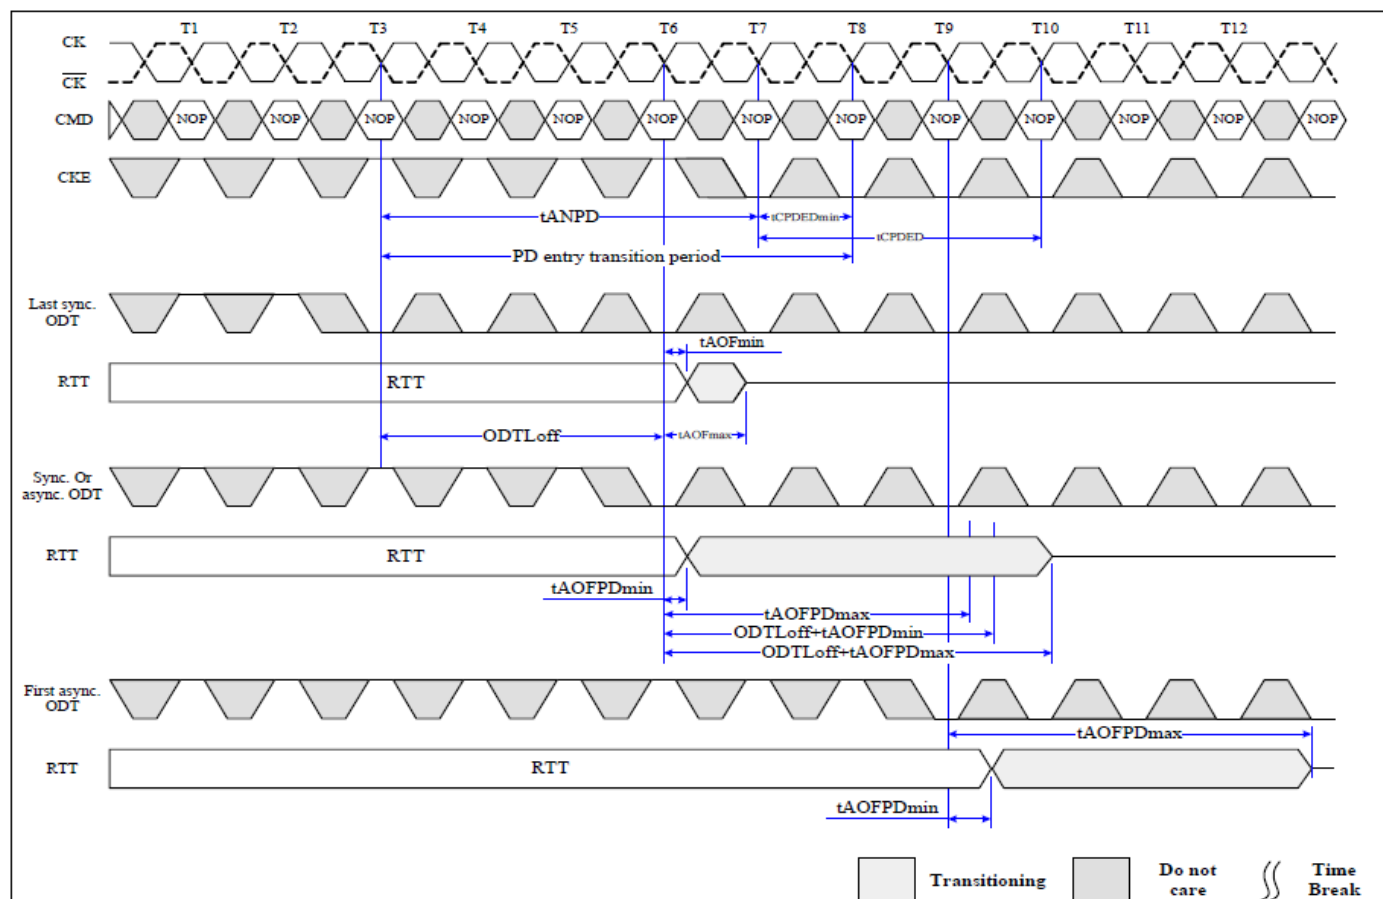 T1 T2 T3 T4 T5 T6 T7 T8 T9 T10 T11 T12
CK
CK
CMD NOP NOP NOP NOP NOP NOP NOP NOP NOP NOP NOP NOP NOP
CKE
tANPD tCPDEDmin
tCPDED
PD entry transition period
Last sync.
ODT
tAOFmin
RTT RTT
ODTLoff tAOFmax
Sync. Or
async. ODT
RTT RTT
tAOFPDmin
tAOFPDmax
ODTLoff+tAOFPDmin
ODTLoff+tAOFPDmax
First async.
ODT
tAOFPDmax
RTT RTT
tAOFPDmin
Transitioning
Do not
care
Time
Break